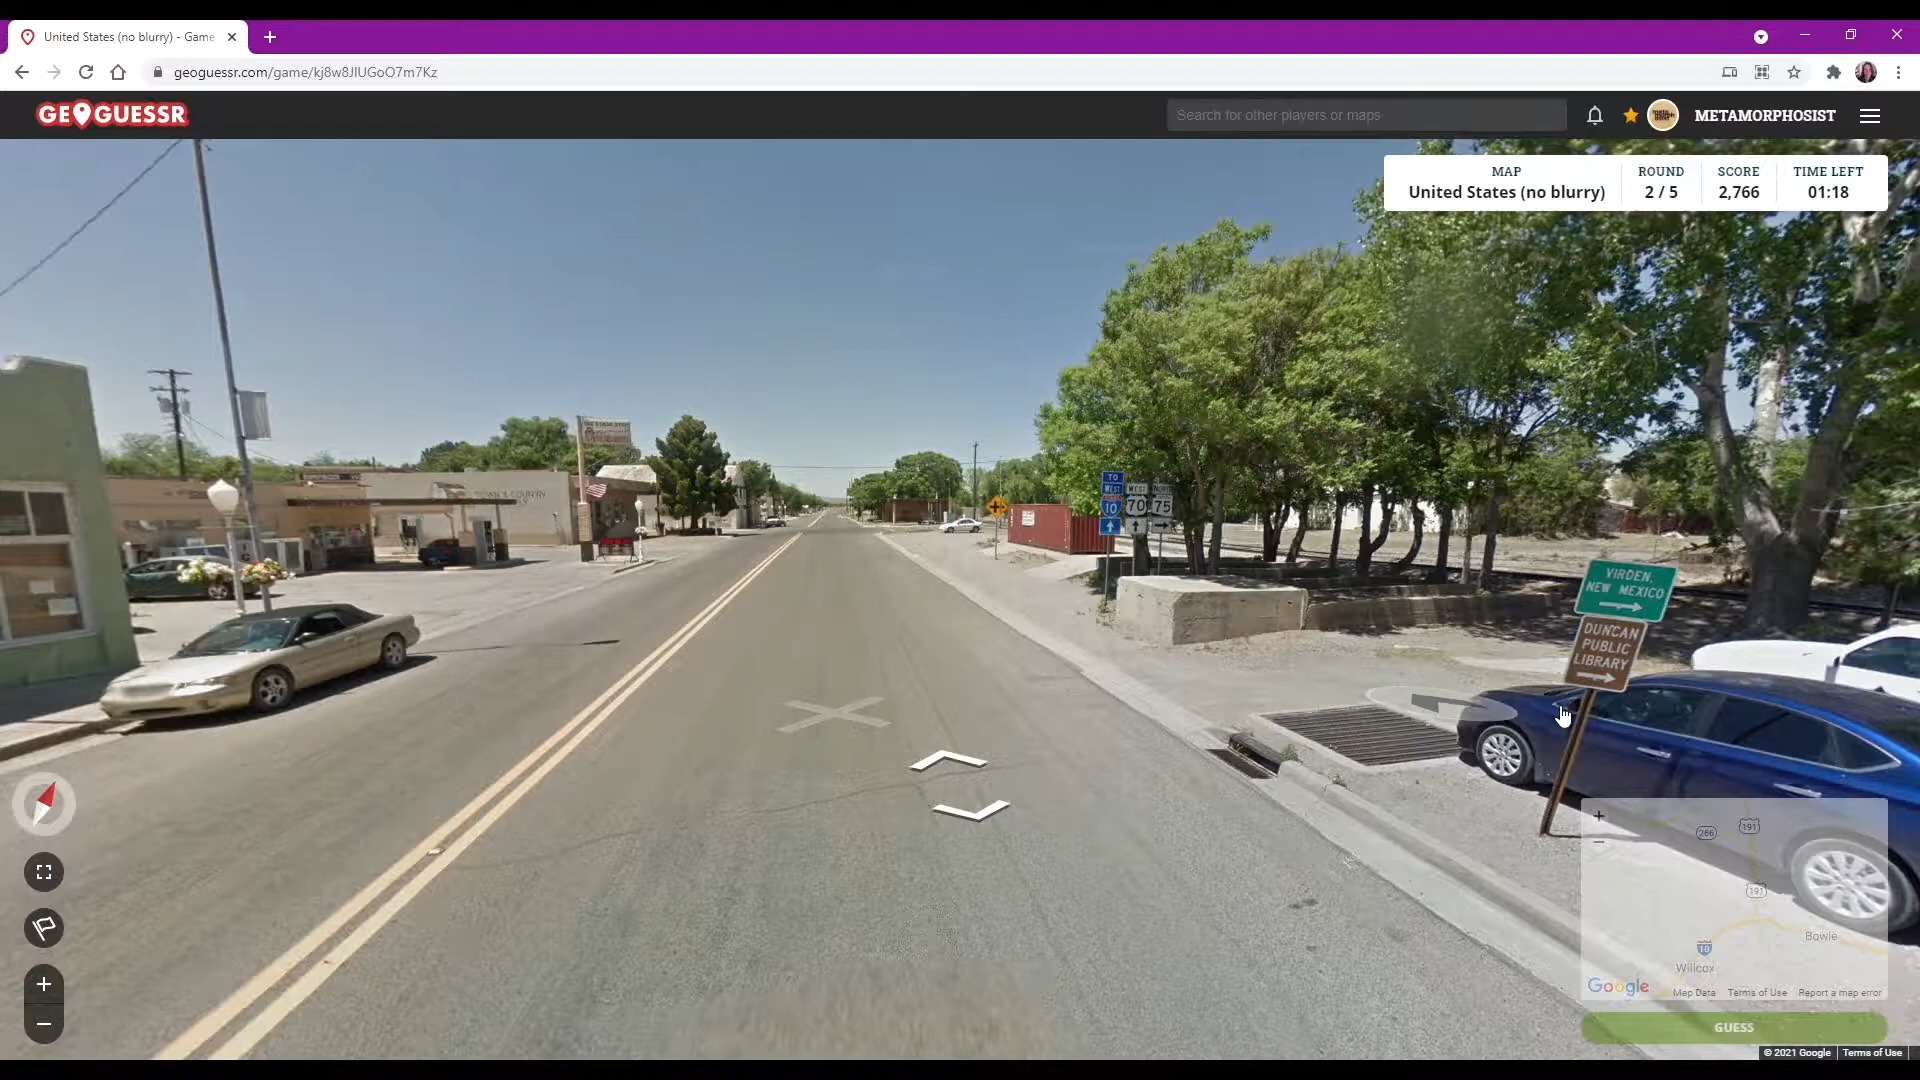 United States (no blurry) - Game
geoguessr.com/game/kj8w8JIUGoO7m7Kz
GEOGUESSR
Search for other players or maps
METAMORPHOSIST
MAP
United States (no blurry)
ROUND
2 / 5
SCORE
2,766
TIME LEFT
01:18
TOWN & COUNTRY
TO
WEST
10
WEST
70
75
VIRDEN,
NEW MEXICO
DUNCAN
PUBLIC
LIBRARY
266
191
191
Bowie
10
Willcox
Google
Map Data
Terms of Use
Report a map error
GUESS
© 2021 Google
Terms of Use